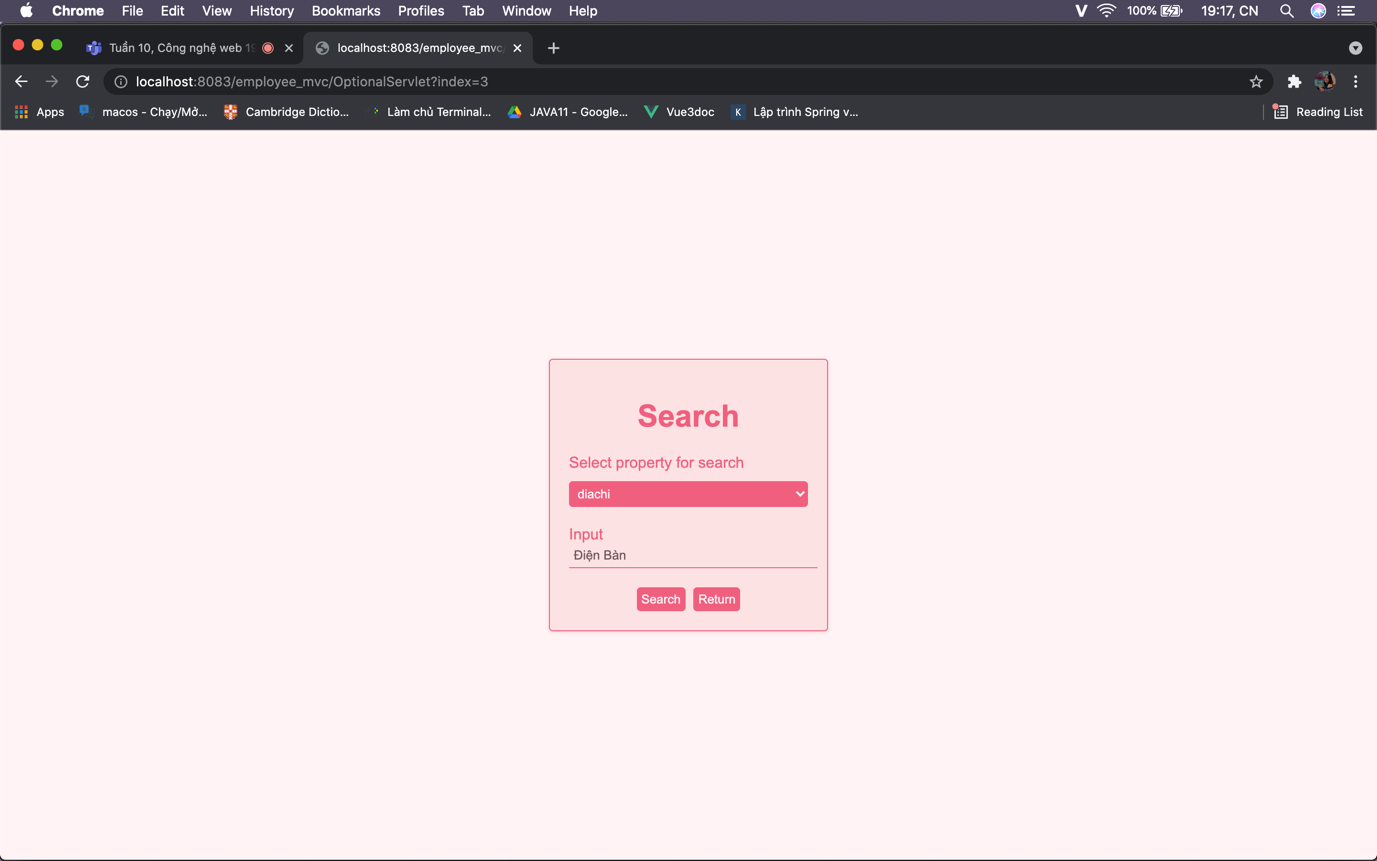 Chrome File Edit View History Bookmarks Profiles Tab Window Help V 100% 19:17, CN
Tuần 10, Công nghệ web 19 localhost:8083/employee_mvc/
localhost:8083/employee_mvc/OptionalServlet?index=3
Apps macos - Chạy/Mở... Cambridge Dictio... Làm chủ Terminal... JAVA11 - Google... Vue3doc K Lập trình Spring v... Reading List
Search
Select property for search
diachi
Input
Điện Bàn
Search Return